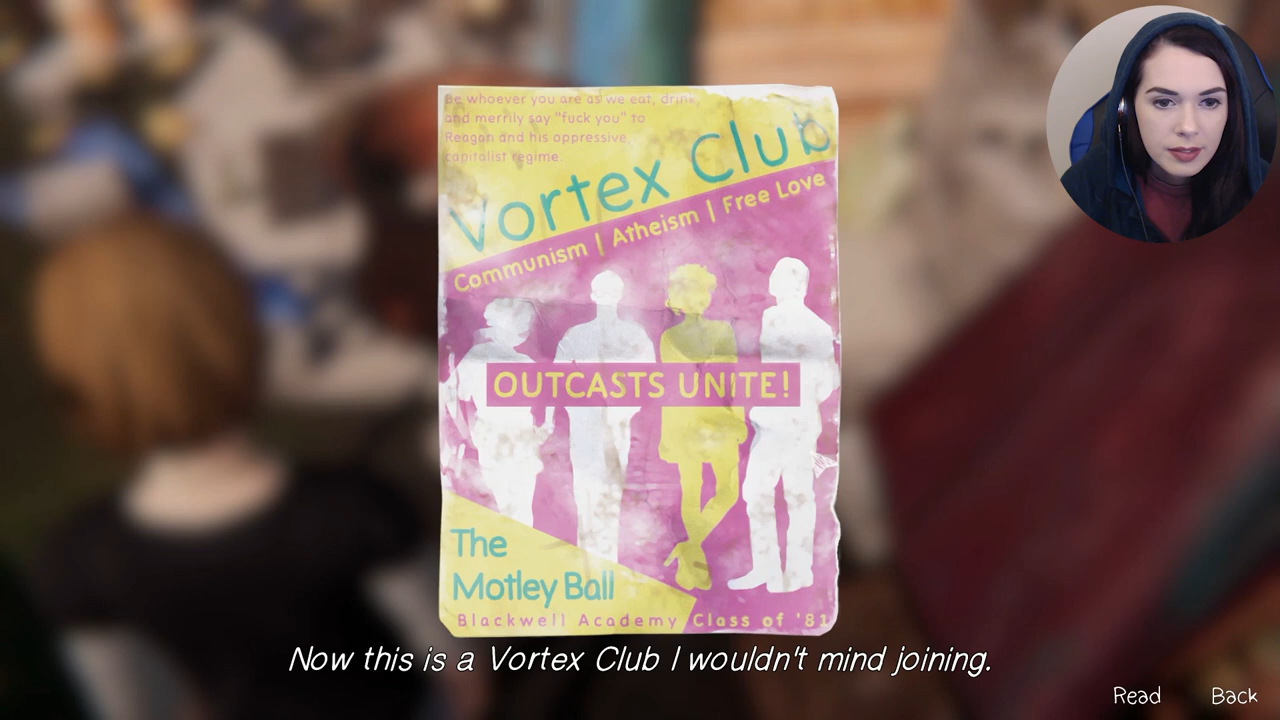 Be whoever you are as we eat, drink,
and merrily say "fuck you" to
Reagan and his oppressive
capitalist regime.
Vortex Club
Communism | Atheism | Free Love
OUTCASTS UNITE!
The
Motley Ball
Blackwell Academy Class of '81
Now this is a Vortex Club I wouldn't mind joining.
Read Back